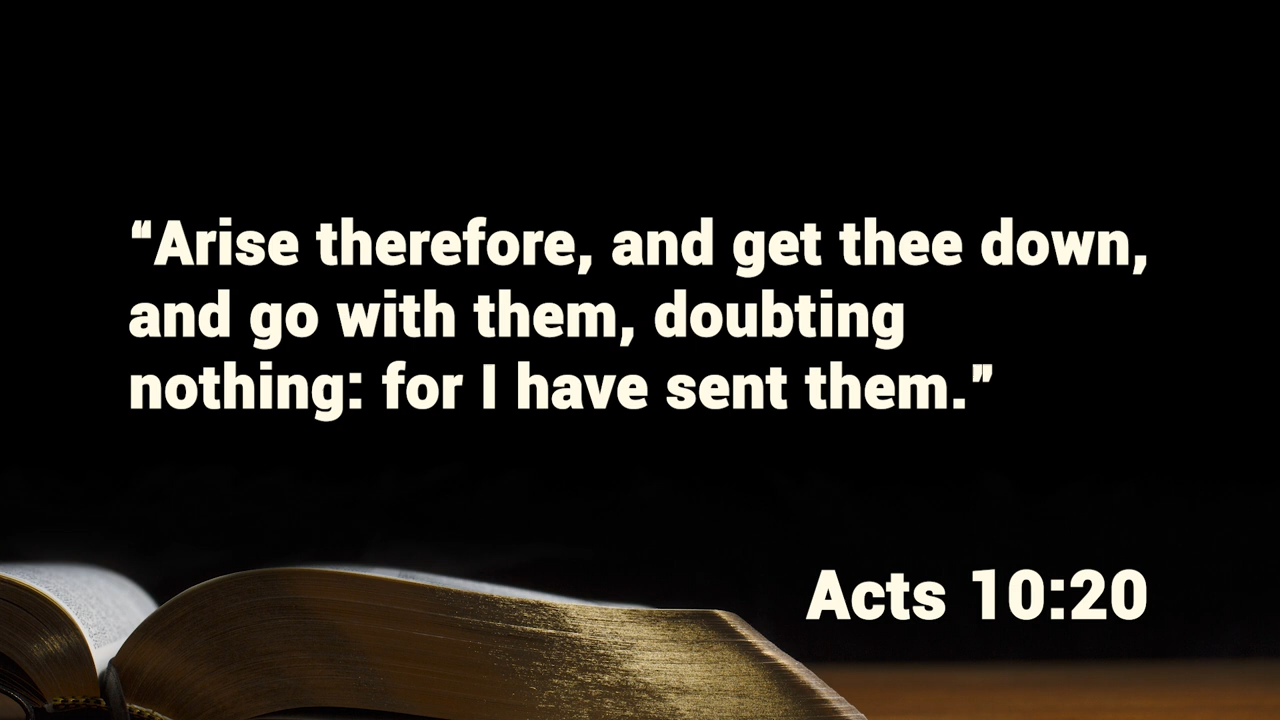 “Arise therefore, and get thee down,
and go with them, doubting
nothing: for I have sent them.”
Acts 10:20